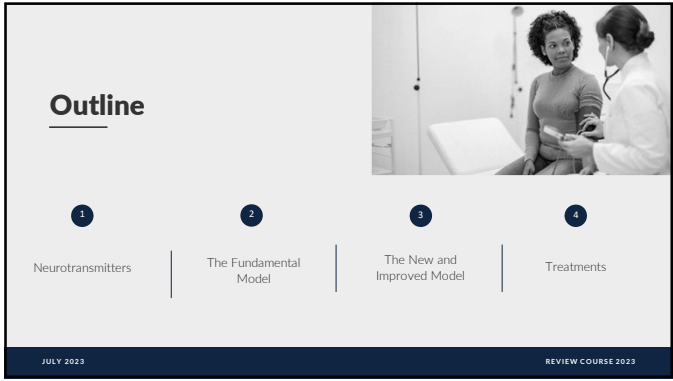 Outline
1
Neurotransmitters
2
The Fundamental
Model
3
The New and
Improved Model
4
Treatments
JULY 2023
REVIEW COURSE 2023